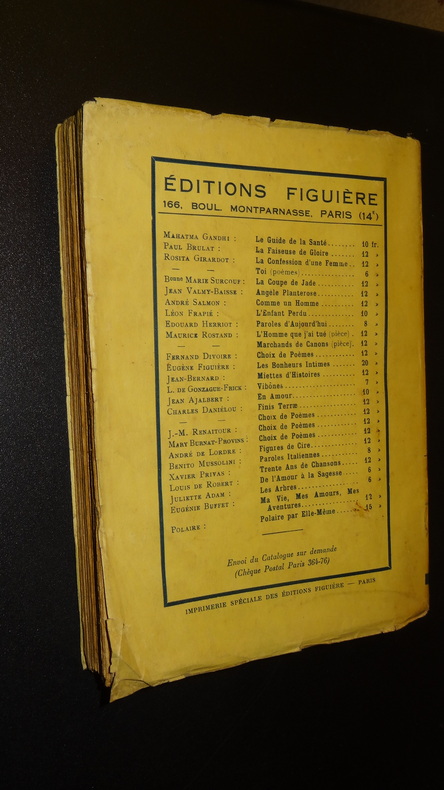 ÉDITIONS FIGUIÈRE
166, BOUL. MONTPARNASSE, PARIS (14ᵉ)
MAHATMA GANDHI : Le Guide de la Santé........ 10 fr.
PAUL BRULAT : La Faiseuse de Gloire....... 12 »
ROSITA GIRARDOT : La Confession d'une Femme.. 12 »
— — Toi (poèmes)................ 6 »
Bonne MARIE SURCOUF : La Coupe de Jade........... 12 »
JEAN VALMY-BAISSE : Angèle Planterose........... 12 »
ANDRÉ SALMON : Comme un Homme............ 12 »
LÉON FRAPIÉ : L'Enfant Perdu.............. 10 »
EDOUARD HERRIOT : Paroles d'Aujourd'hui....... 8 »
MAURICE ROSTAND : L'Homme que j'ai tué (pièce).. 12 »
— — Marchands de Canons (pièce). 12 »
FERNAND DIVOIRE : Choix de Poèmes............ 12 »
EUGÈNE FIGUIÈRE : Les Bonheurs Intimes........ 20 »
JEAN-BERNARD : Miettes d'Histoires.......... 12 »
L. DE GONZAGUE-FRICK : Vibônes..................... 7 »
JEAN AJALBERT : En Amour................... 10 »
CHARLES DANIÉLOU : Finis Terræ................. 12 »
— — Choix de Poèmes............ 12 »
J.-M. RENAITOUR : Choix de Poèmes............ 12 »
MARY BURNAT-PROVINS : Choix de Poèmes............ 12 »
ANDRÉ DE LORDE : Figures de Cire............. 12 »
BENITO MUSSOLINI : Paroles Italiennes........... 8 »
XAVIER PRIVAS : Trente Ans de Chansons..... 12 »
LOUIS DE ROBERT : De l'Amour à la Sagesse.... 6 »
JULIETTE ADAM : Les Arbres.................. 6 »
EUGÉNIE BUFFET : Ma Vie, Mes Amours, Mes
Aventures................. 12 »
POLAIRE : Polaire par Elle-Même....... 15 »
Envoi du Catalogue sur demande
(Chèque Postal Paris 364-76)
IMPRIMERIE SPÉCIALE DES ÉDITIONS FIGUIÈRE — PARIS